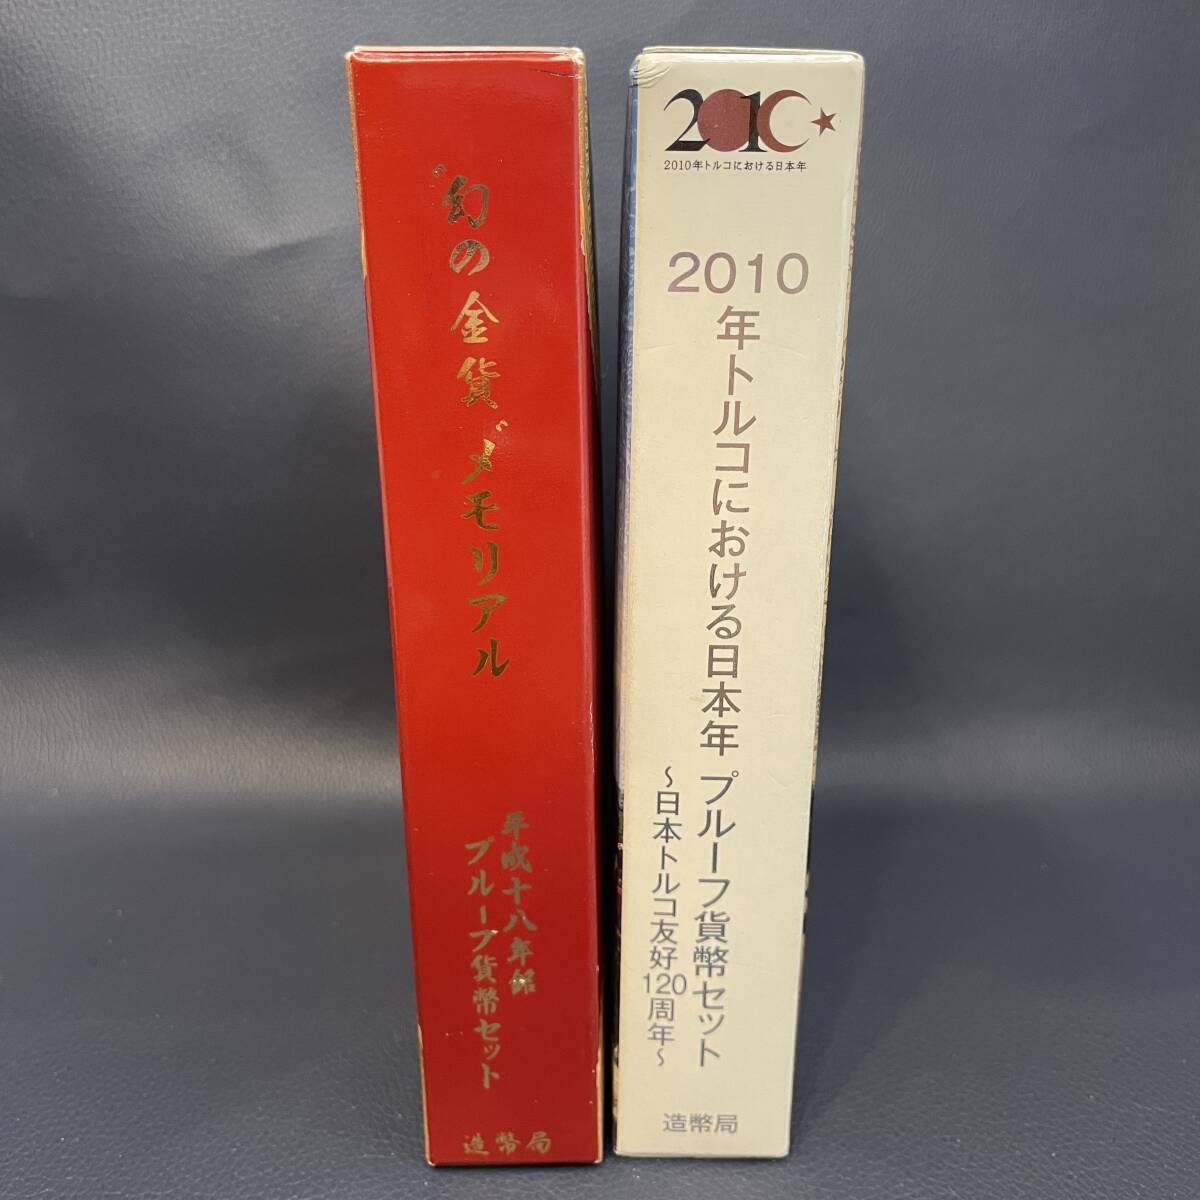 “幻の金貨”メモリアル
平成十八年銘
プルーフ貨幣セット
造幣局
2010
2010年トルコにおける日本年
2010年トルコにおける日本年 プルーフ貨幣セット
~日本トルコ友好120周年~
造幣局